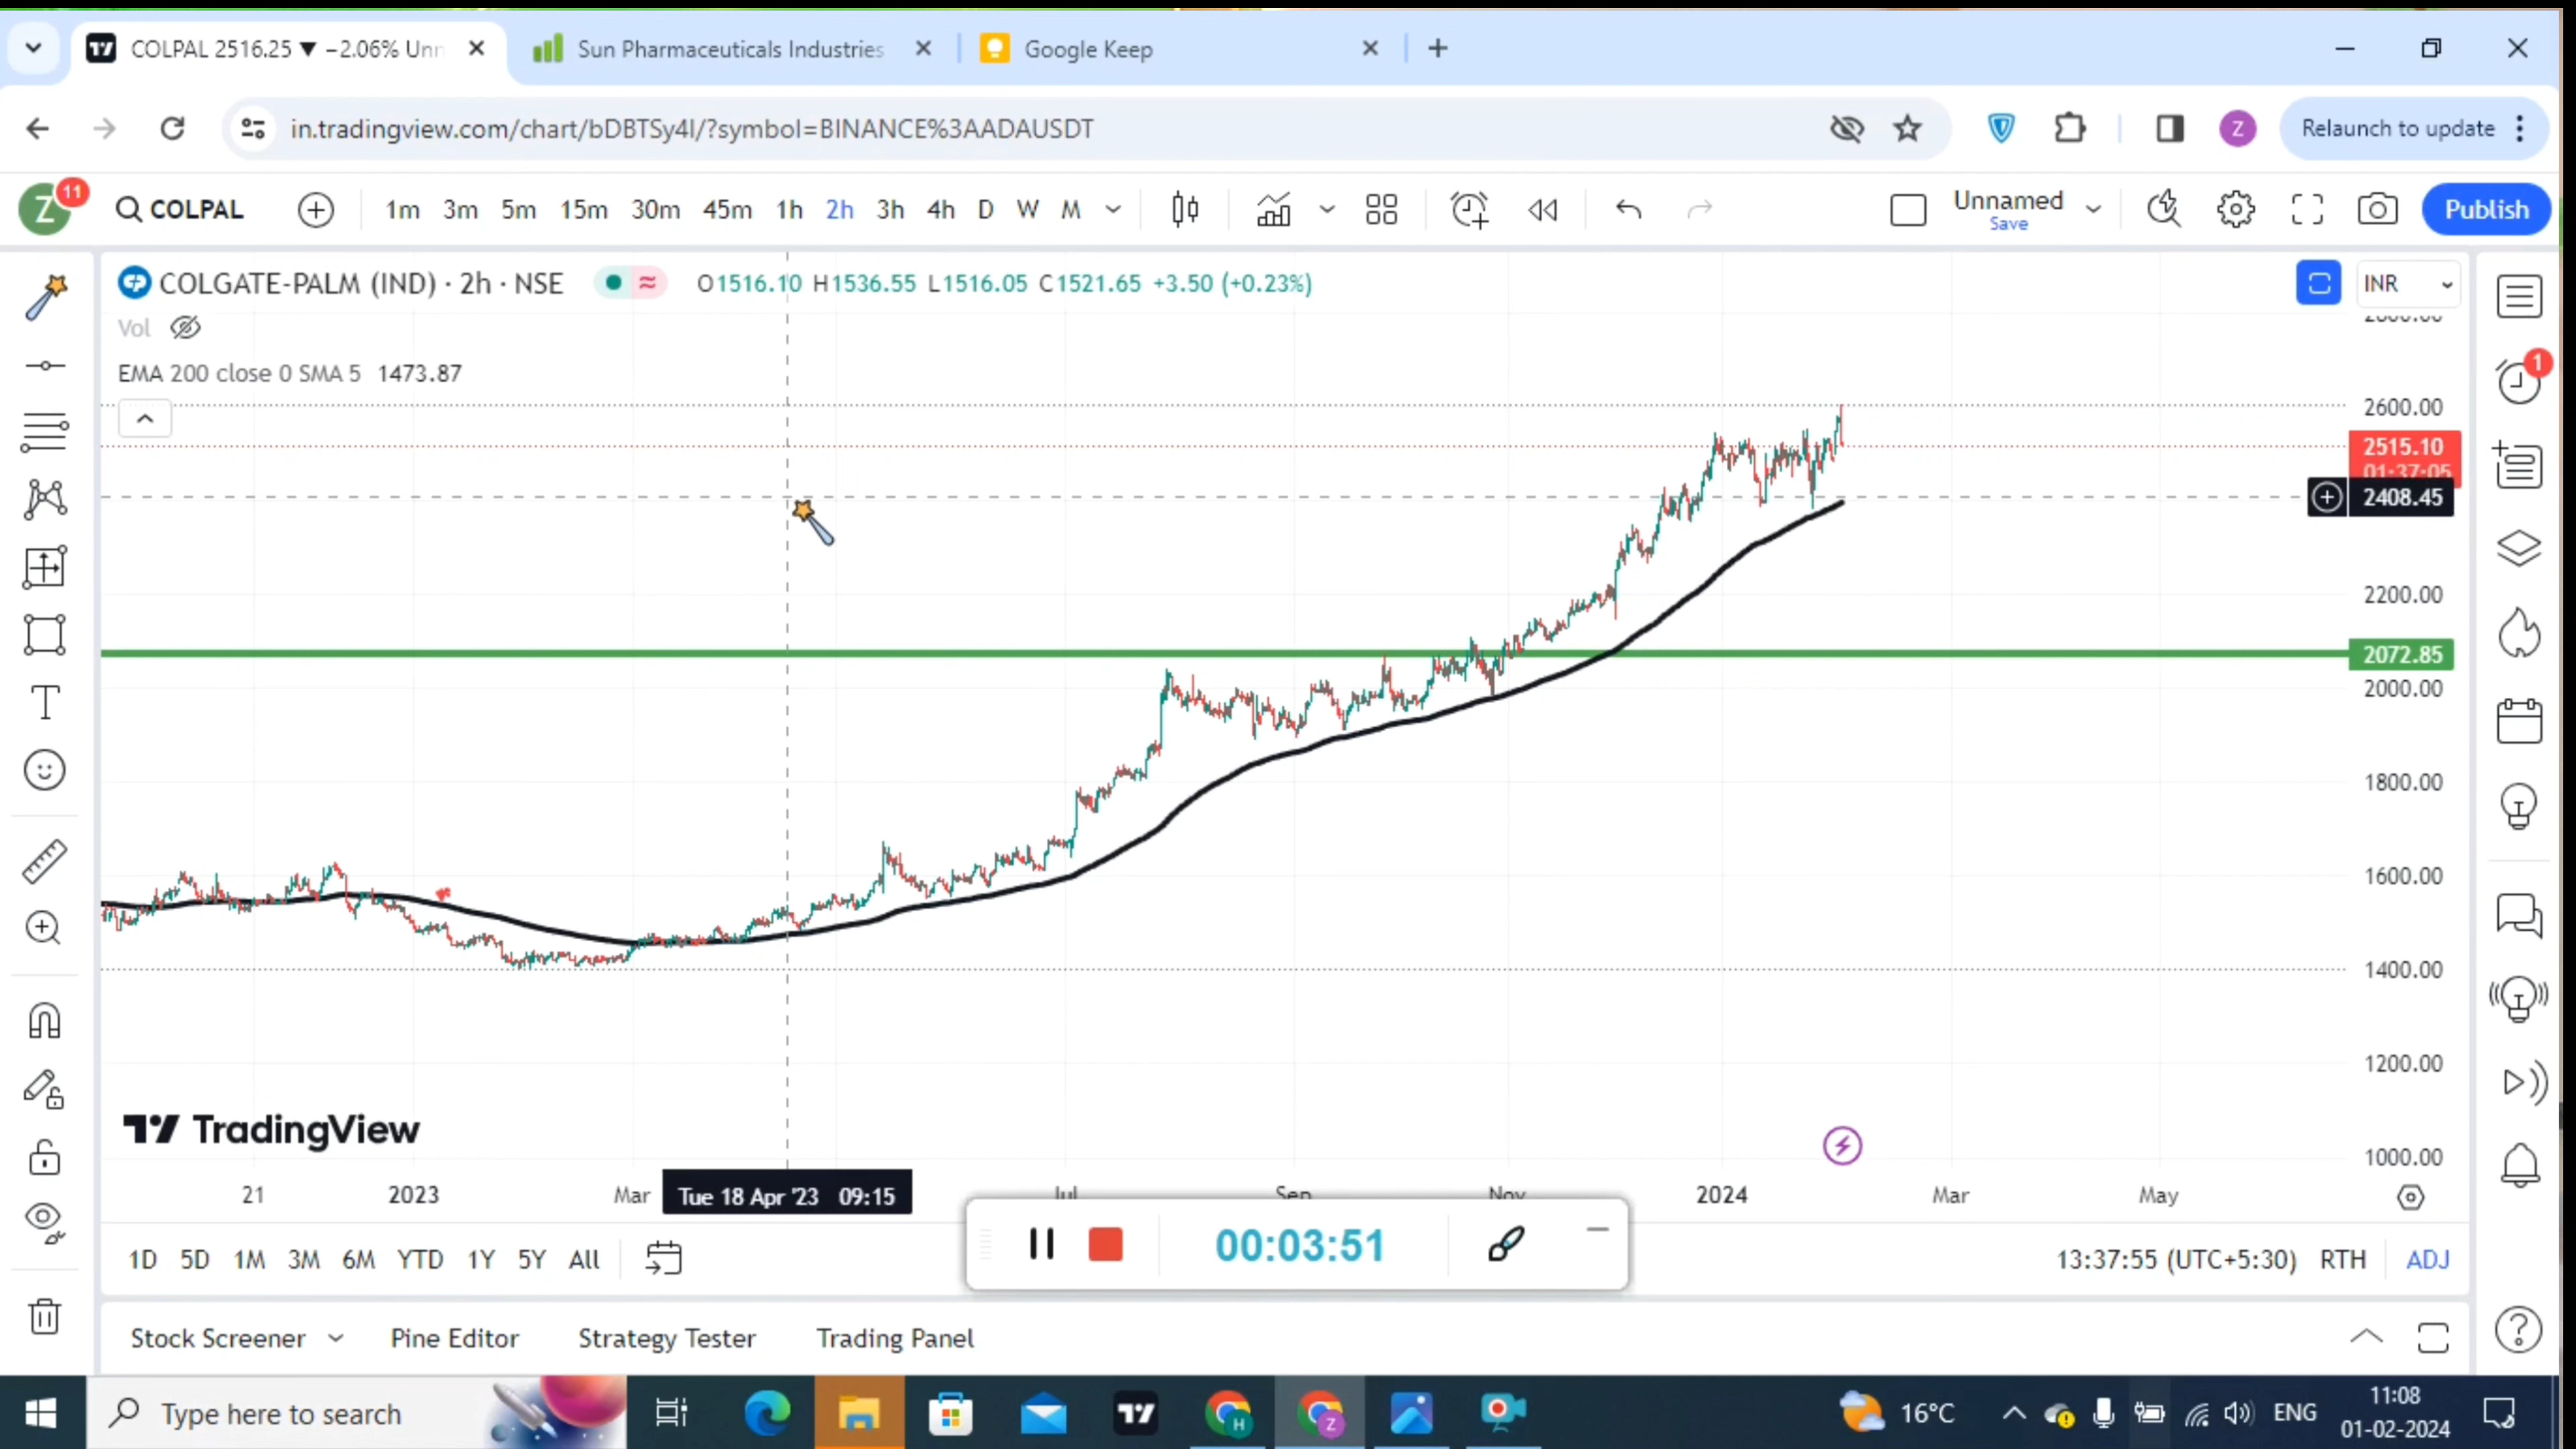 COLPAL 2516.25 ▼ −2.06% Unn
Sun Pharmaceuticals Industries
Google Keep
in.tradingview.com/chart/bDBTSy4I/?symbol=BINANCE%3AADAUSDT
Z
Relaunch to update
Z 11
COLPAL
1m 3m 5m 15m 30m 45m 1h 2h 3h 4h D W M
Unnamed
Save
Publish
COLGATE-PALM (IND) · 2h · NSE
O1516.10 H1536.55 L1516.05 C1521.65 +3.50 (+0.23%)
INR
Vol
EMA 200 close 0 SMA 5 1473.87
1
2600.00
2515.10
01:37:05
2408.45
2200.00
2072.85
2000.00
1800.00
1600.00
1400.00
1200.00
TradingView
1000.00
21 2023 Mar Tue 18 Apr '23 09:15 Jul Sep Nov 2024 Mar May
1D 5D 1M 3M 6M YTD 1Y 5Y All
00:03:51
13:37:55 (UTC+5:30) RTH ADJ
Stock Screener Pine Editor Strategy Tester Trading Panel
Type here to search
H
Z
16°C
ENG
11:08
01-02-2024